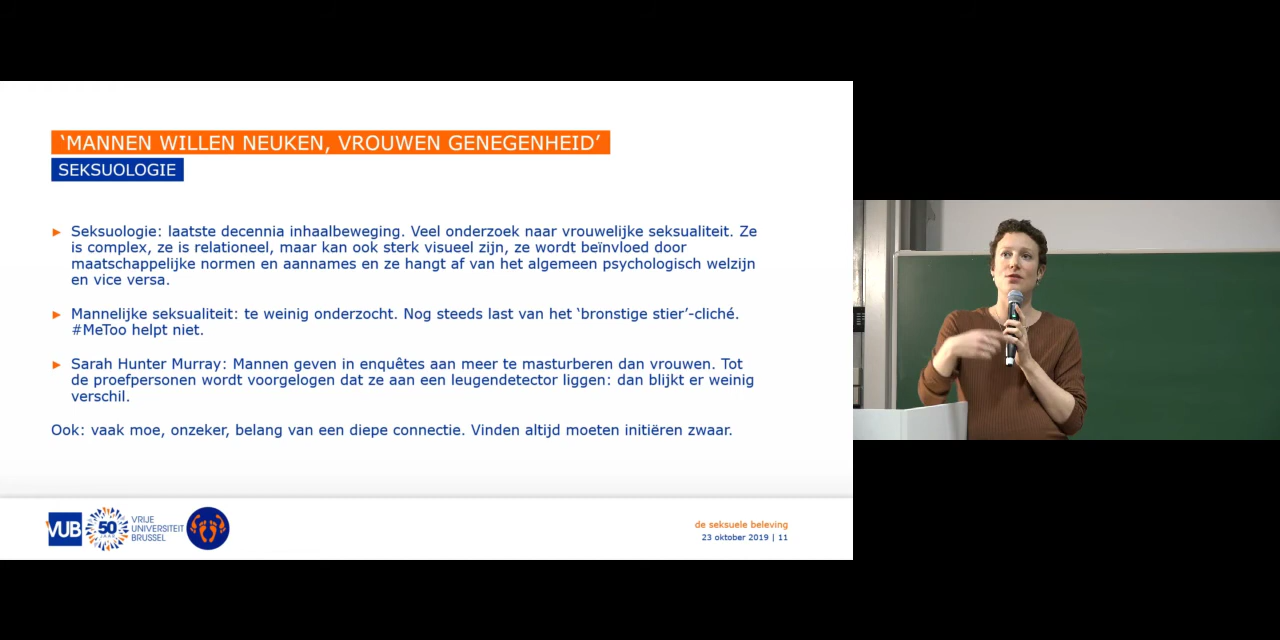 ‘MANNEN WILLEN NEUKEN, VROUWEN GENEGENHEID’
SEKSUOLOGIE
► Seksuologie: laatste decennia inhaalbeweging. Veel onderzoek naar vrouwelijke seksualiteit. Ze
is complex, ze is relationeel, maar kan ook sterk visueel zijn, ze wordt beïnvloed door
maatschappelijke normen en aannames en ze hangt af van het algemeen psychologisch welzijn
en vice versa.
► Mannelijke seksualiteit: te weinig onderzocht. Nog steeds last van het ‘bronstige stier’-cliché.
#MeToo helpt niet.
► Sarah Hunter Murray: Mannen geven in enquêtes aan meer te masturberen dan vrouwen. Tot
de proefpersonen wordt voorgelogen dat ze aan een leugendetector liggen: dan blijkt er weinig
verschil.
Ook: vaak moe, onzeker, belang van een diepe connectie. Vinden altijd moeten initiëren zwaar.
VUB
50
JAAR
VRIJE
UNIVERSITEIT
BRUSSEL
de seksuele beleving
23 oktober 2019 | 11